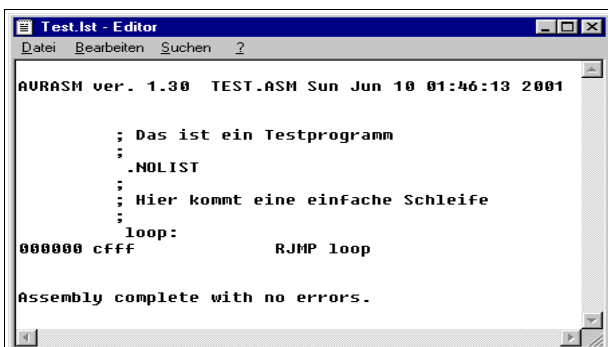 Test.lst - Editor
Datei Bearbeiten Suchen ?
AVRASM ver. 1.30 TEST.ASM Sun Jun 10 01:46:13 2001
; Das ist ein Testprogramm
;
.NOLIST
;
; Hier kommt eine einfache Schleife
;
loop:
000000 cfff RJMP loop
Assembly complete with no errors.